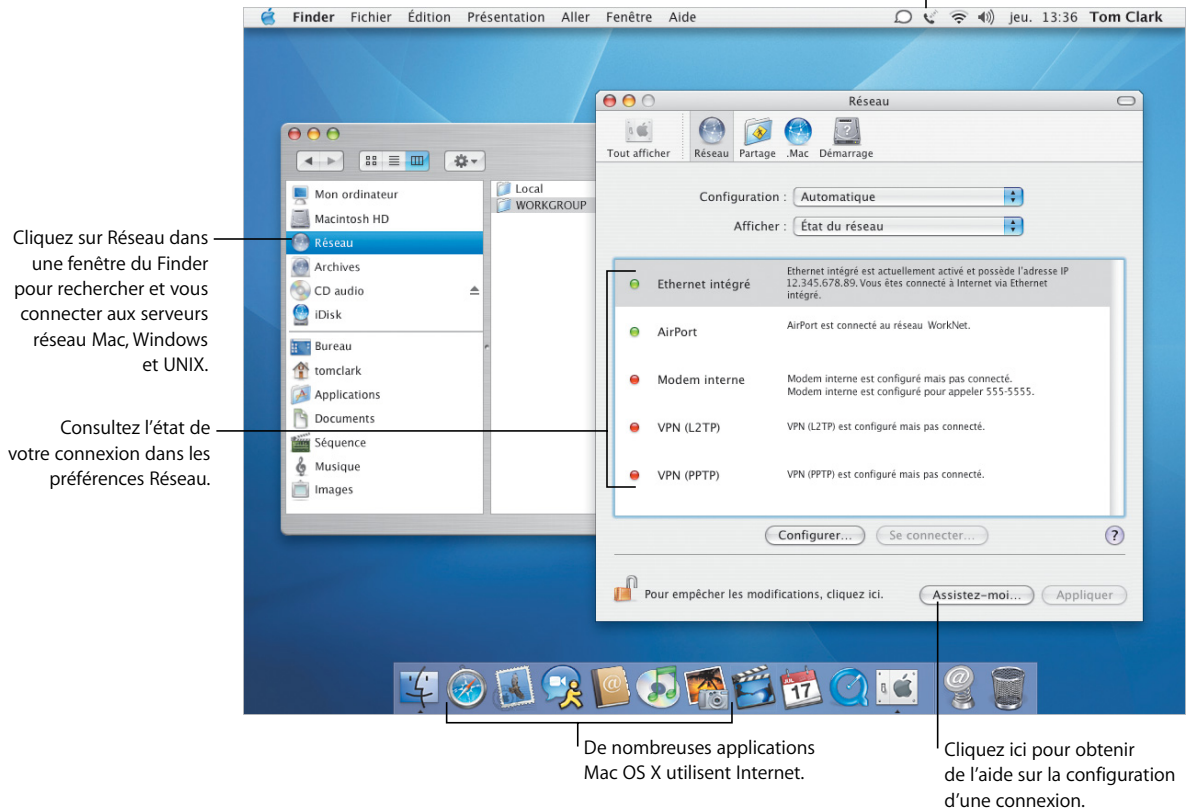 Finder Fichier Édition Présentation Aller Fenêtre Aide jeu. 13:36 Tom Clark
Réseau
Tout afficher Réseau Partage .Mac Démarrage
Configuration : Automatique
Afficher : État du réseau
Mon ordinateur
Macintosh HD
Réseau
Archives
CD audio
iDisk
Bureau
tomclark
Applications
Documents
Séquence
Musique
Images
Local
WORKGROUP
Ethernet intégré
Ethernet intégré est actuellement activé et possède l'adresse IP
12.345.678.89. Vous êtes connecté à Internet via Ethernet
intégré.
AirPort
AirPort est connecté au réseau WorkNet.
Modem interne
Modem interne est configuré mais pas connecté.
Modem interne est configuré pour appeler 555-5555.
VPN (L2TP)
VPN (L2TP) est configuré mais pas connecté.
VPN (PPTP)
VPN (PPTP) est configuré mais pas connecté.
Configurer... Se connecter... ?
Pour empêcher les modifications, cliquez ici. Assistez-moi... Appliquer
JUL
17
Cliquez sur Réseau dans
une fenêtre du Finder
pour rechercher et vous
connecter aux serveurs
réseau Mac, Windows
et UNIX.
Consultez l'état de
votre connexion dans les
préférences Réseau.
De nombreuses applications
Mac OS X utilisent Internet.
Cliquez ici pour obtenir
de l'aide sur la configuration
d'une connexion.